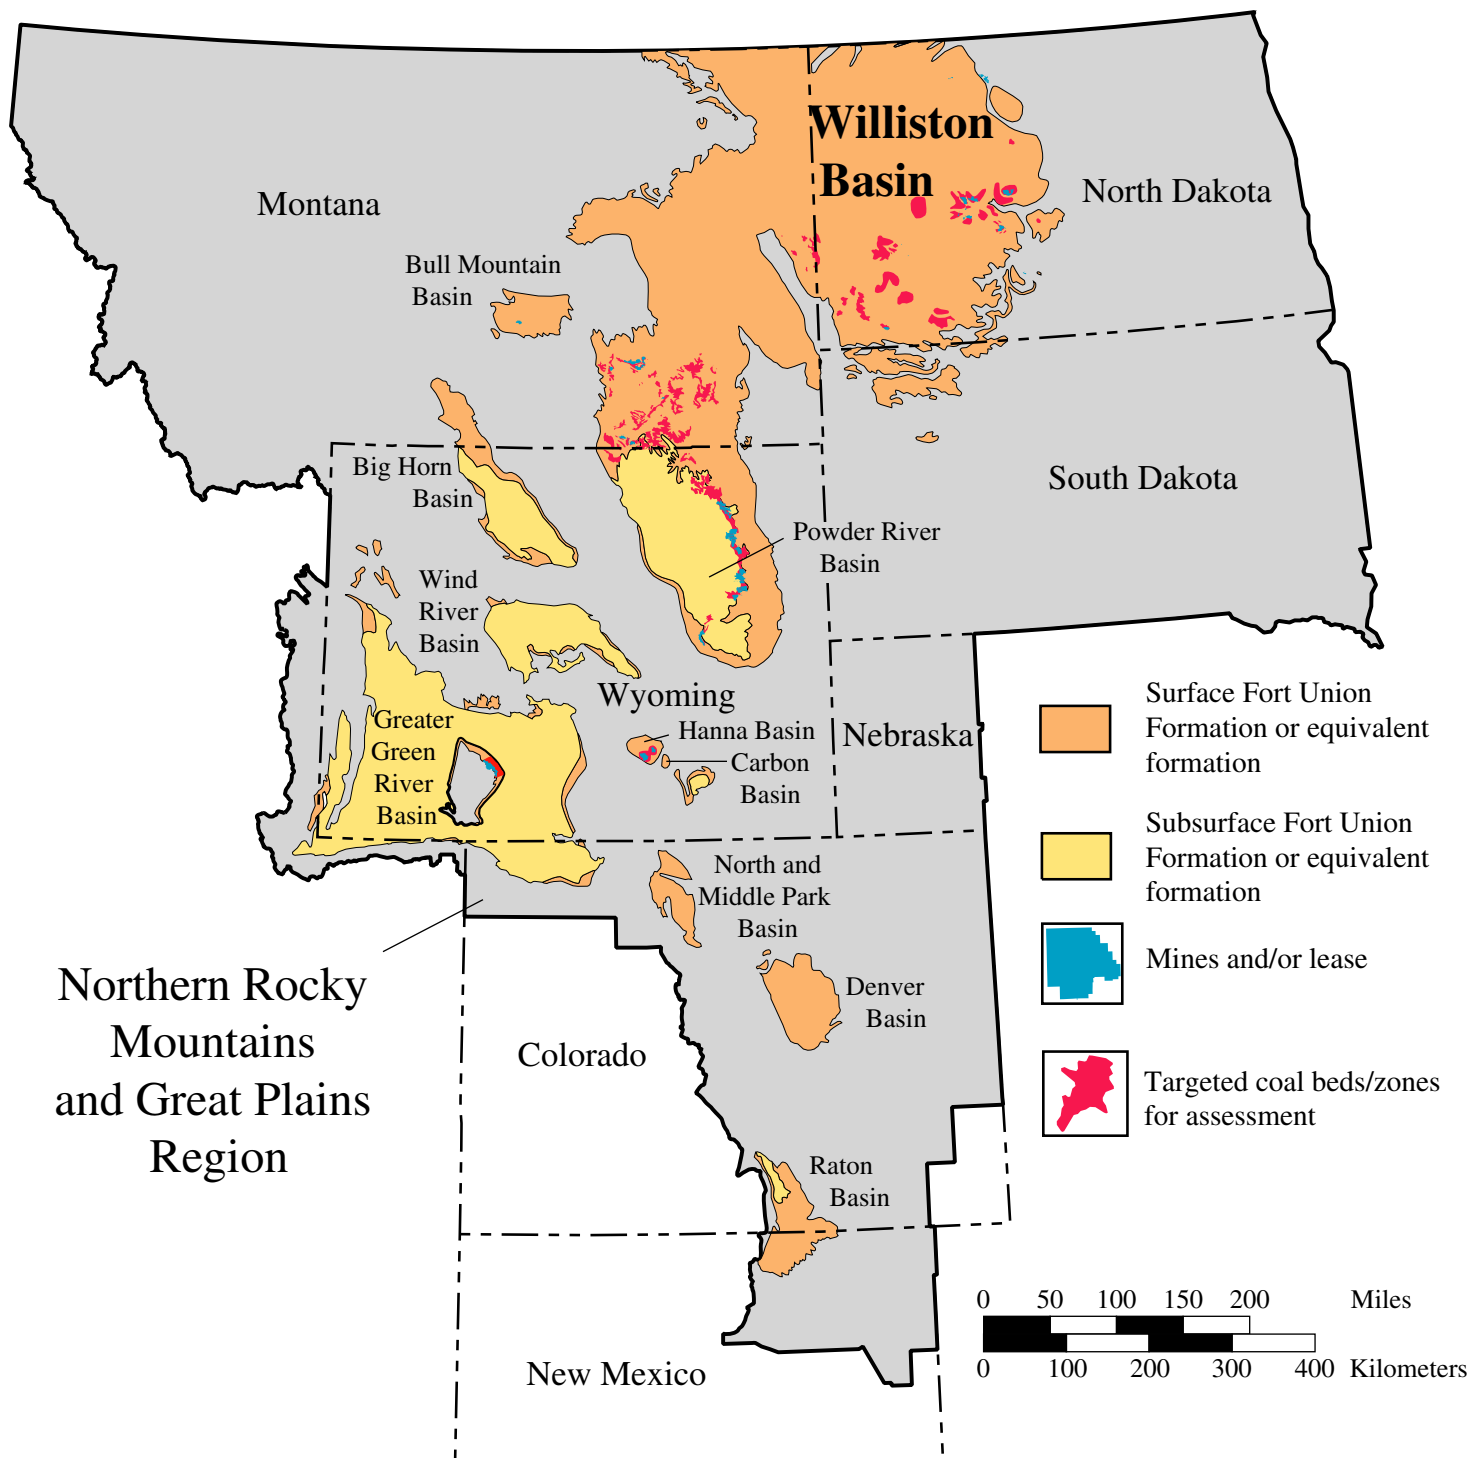 Williston
Basin
Montana
North Dakota
Bull Mountain
Basin
Big Horn
Basin
South Dakota
Powder River
Basin
Wind
River
Basin
Wyoming
Greater
Green
River
Basin
Hanna Basin
Carbon
Basin
Nebraska
North and
Middle Park
Basin
Northern Rocky
Mountains
and Great Plains
Region
Denver
Basin
Colorado
Raton
Basin
New Mexico
Surface Fort Union
Formation or equivalent
formation
Subsurface Fort Union
Formation or equivalent
formation
Mines and/or lease
Targeted coal beds/zones
for assessment
0 50 100 150 200 Miles
0 100 200 300 400 Kilometers